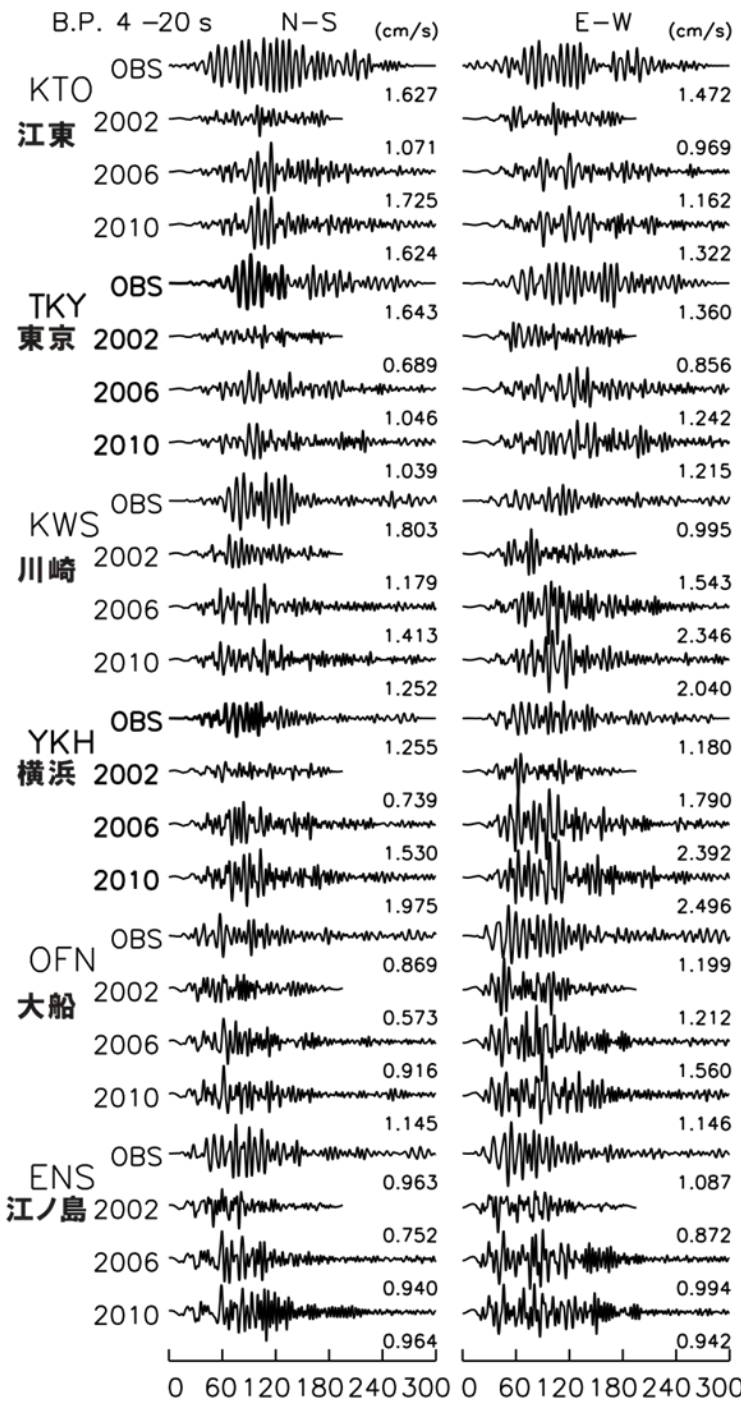 B.P. 4 -20 s N-S (cm/s) E-W (cm/s)
OBS
KTO 1.627 1.472
江東 2002
1.071 0.969
2006
1.725 1.162
2010
1.624 1.322
OBS
TKY 1.643 1.360
東京 2002
0.689 0.856
2006
1.046 1.242
2010
1.039 1.215
OBS
KWS 1.803 0.995
川崎 2002
1.179 1.543
2006
1.413 2.346
2010
1.252 2.040
OBS
YKH 1.255 1.180
横浜 2002
0.739 1.790
2006
1.530 2.392
2010
1.975 2.496
OBS
OFN 0.869 1.199
大船 2002
0.573 1.212
2006
0.916 1.560
2010
1.145 1.146
OBS
ENS 0.963 1.087
江ノ島 2002
0.752 0.872
2006
0.940 0.994
2010
0.964 0.942
0 60 120 180 240 300 0 60 120 180 240 300